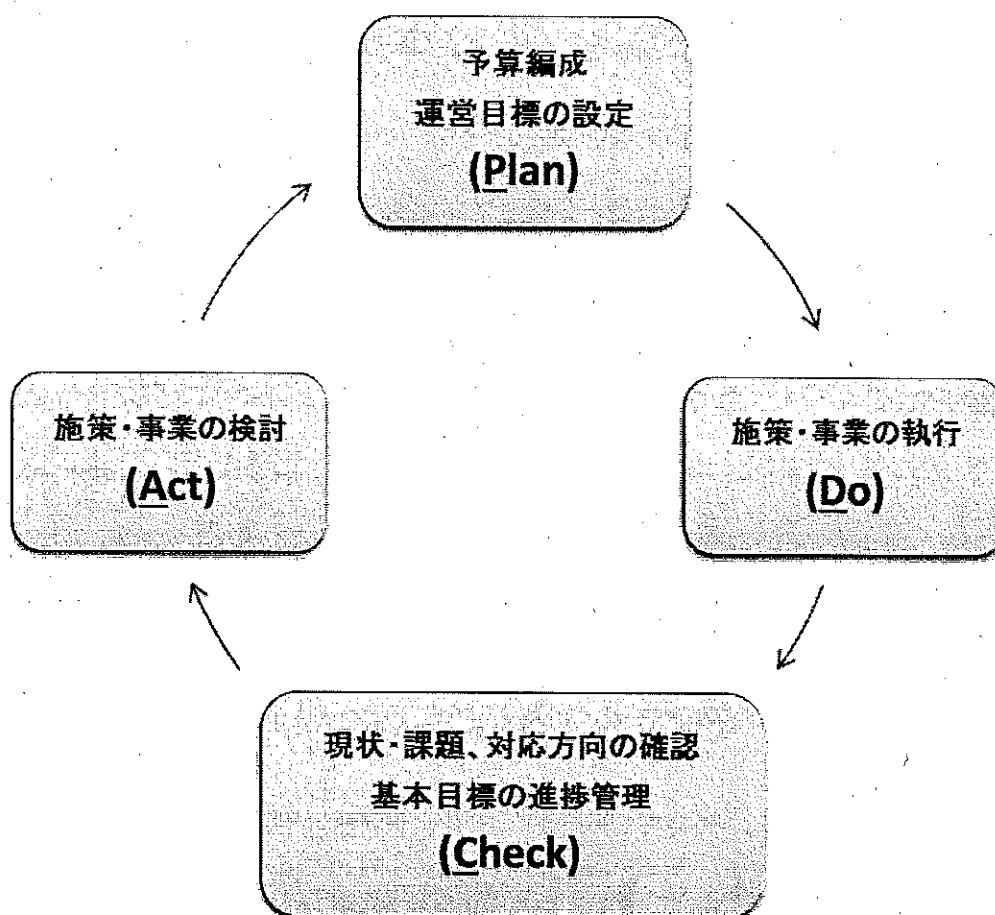 予算編成
運営目標の設定
(Plan)
施策・事業の検討
(Act)
施策・事業の執行
(Do)
現状・課題、対応方向の確認
基本目標の進捗管理
(Check)